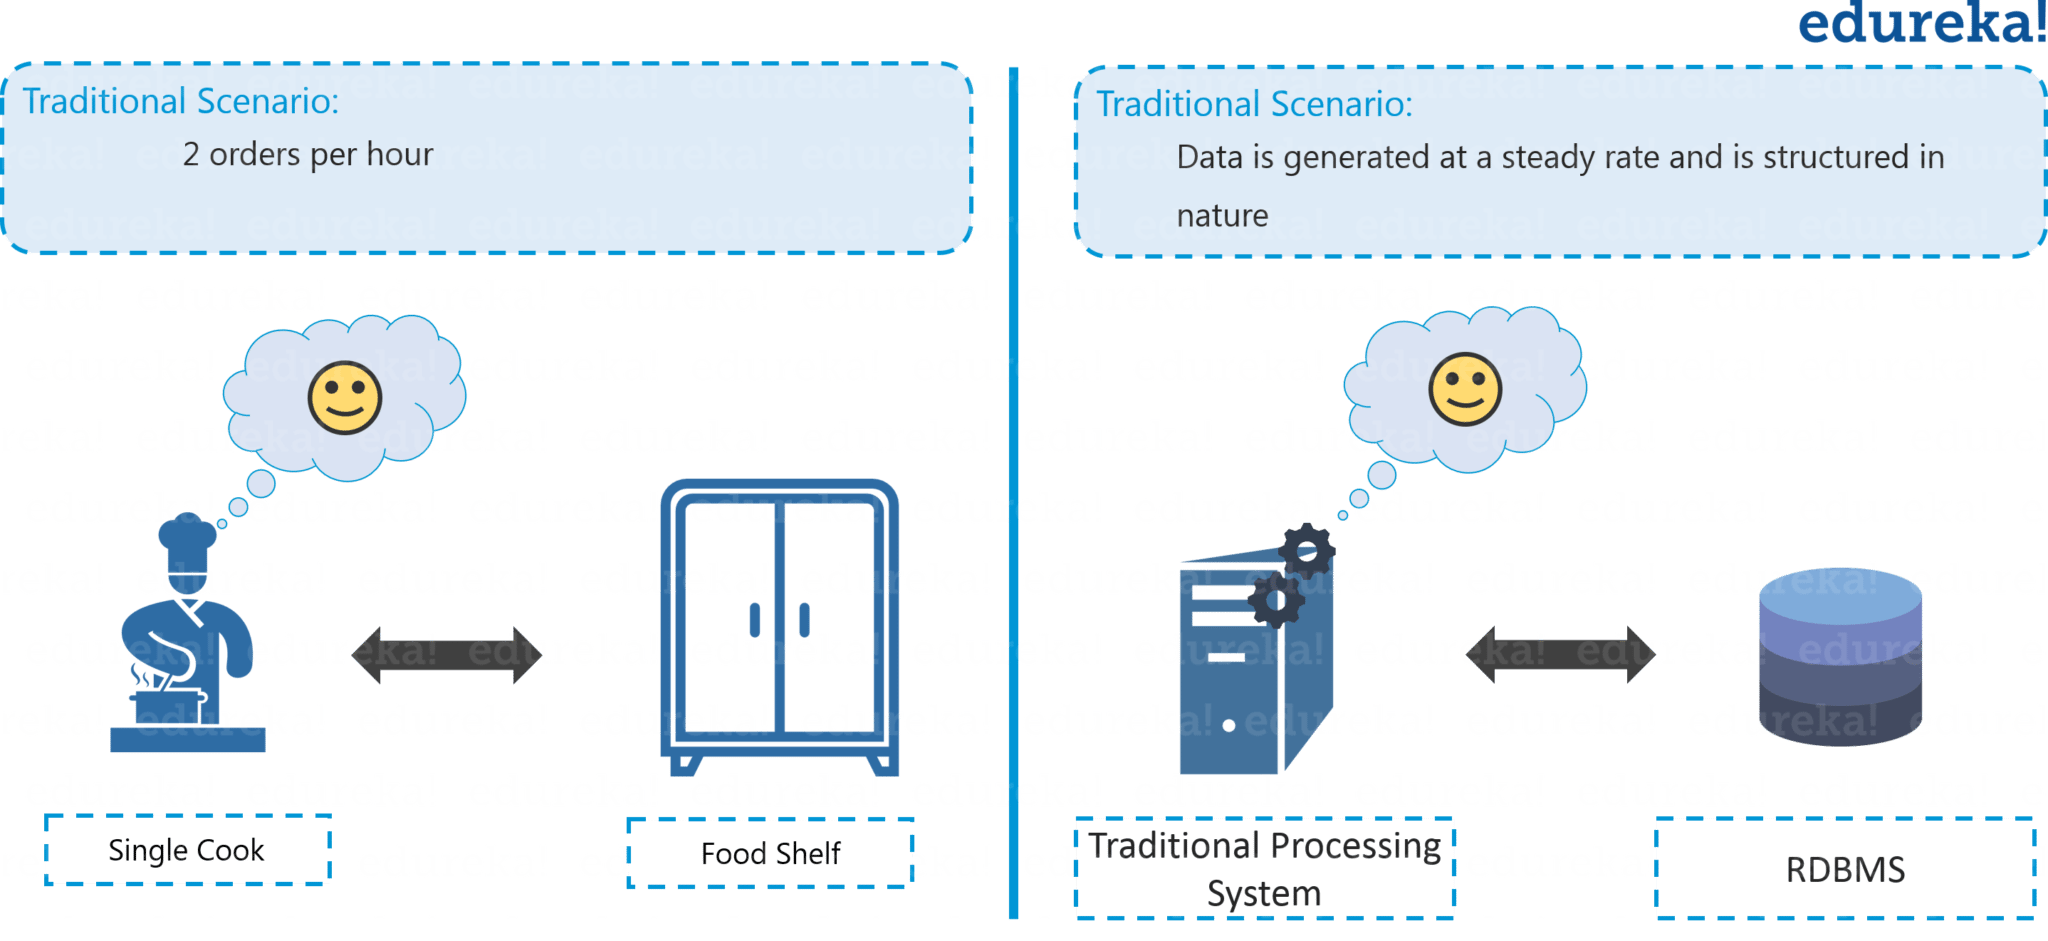 edureka!
Traditional Scenario:
2 orders per hour
Traditional Scenario:
Data is generated at a steady rate and is structured in
nature
Single Cook
Food Shelf
Traditional Processing
System
RDBMS